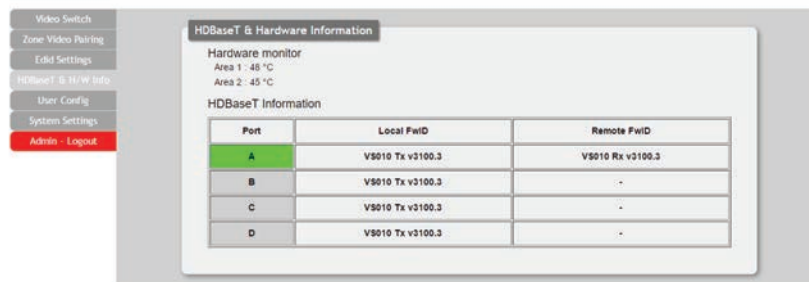 Video Switch
Zone Video Pairing
Edid Settings
HDBaseT & H/W Info
User Config
System Settings
Admin - Logout
HDBaseT & Hardware Information
Hardware monitor
Area 1 : 48 °C
Area 2 : 45 °C
HDBaseT Information
Port Local FwID Remote FwID
A VS010 Tx v3100.3 VS010 Rx v3100.3
B VS010 Tx v3100.3 -
C VS010 Tx v3100.3 -
D VS010 Tx v3100.3 -